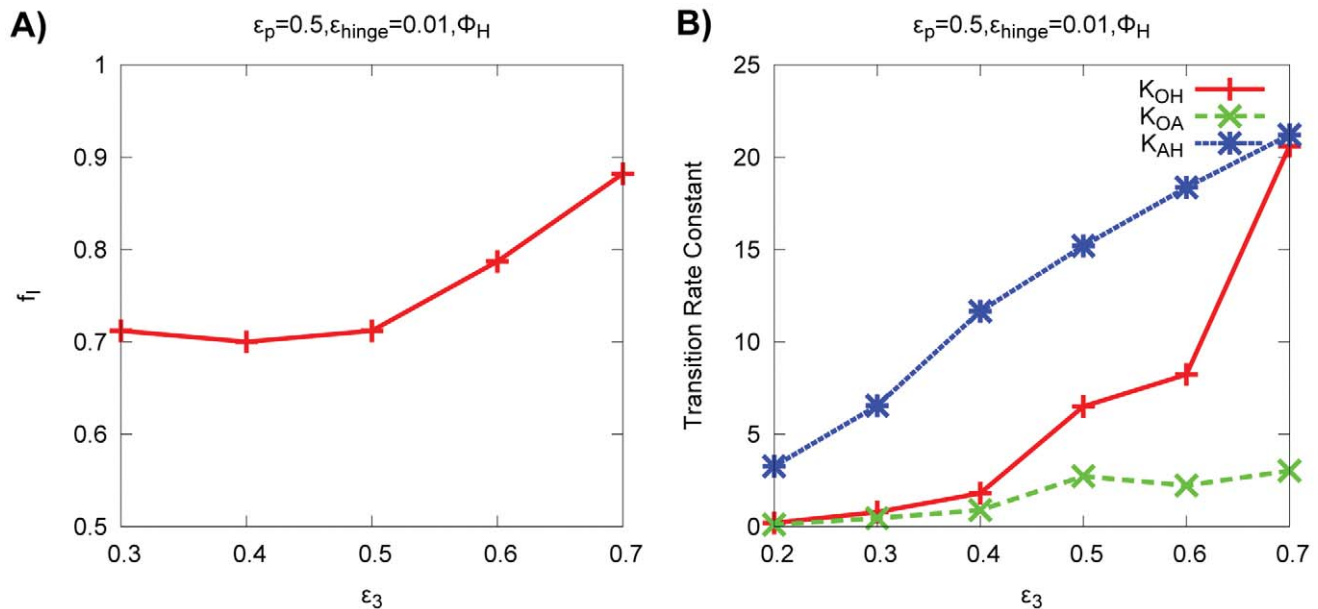 A)
εp=0.5,εhinge=0.01,ΦH
1
0.9
0.8
0.7
0.6
0.5
fI
0.3 0.4 0.5 0.6 0.7
ε3
B)
εp=0.5,εhinge=0.01,ΦH
25
20
15
10
5
0
Transition Rate Constant
KOH
KOA
KAH
0.2 0.3 0.4 0.5 0.6 0.7
ε3